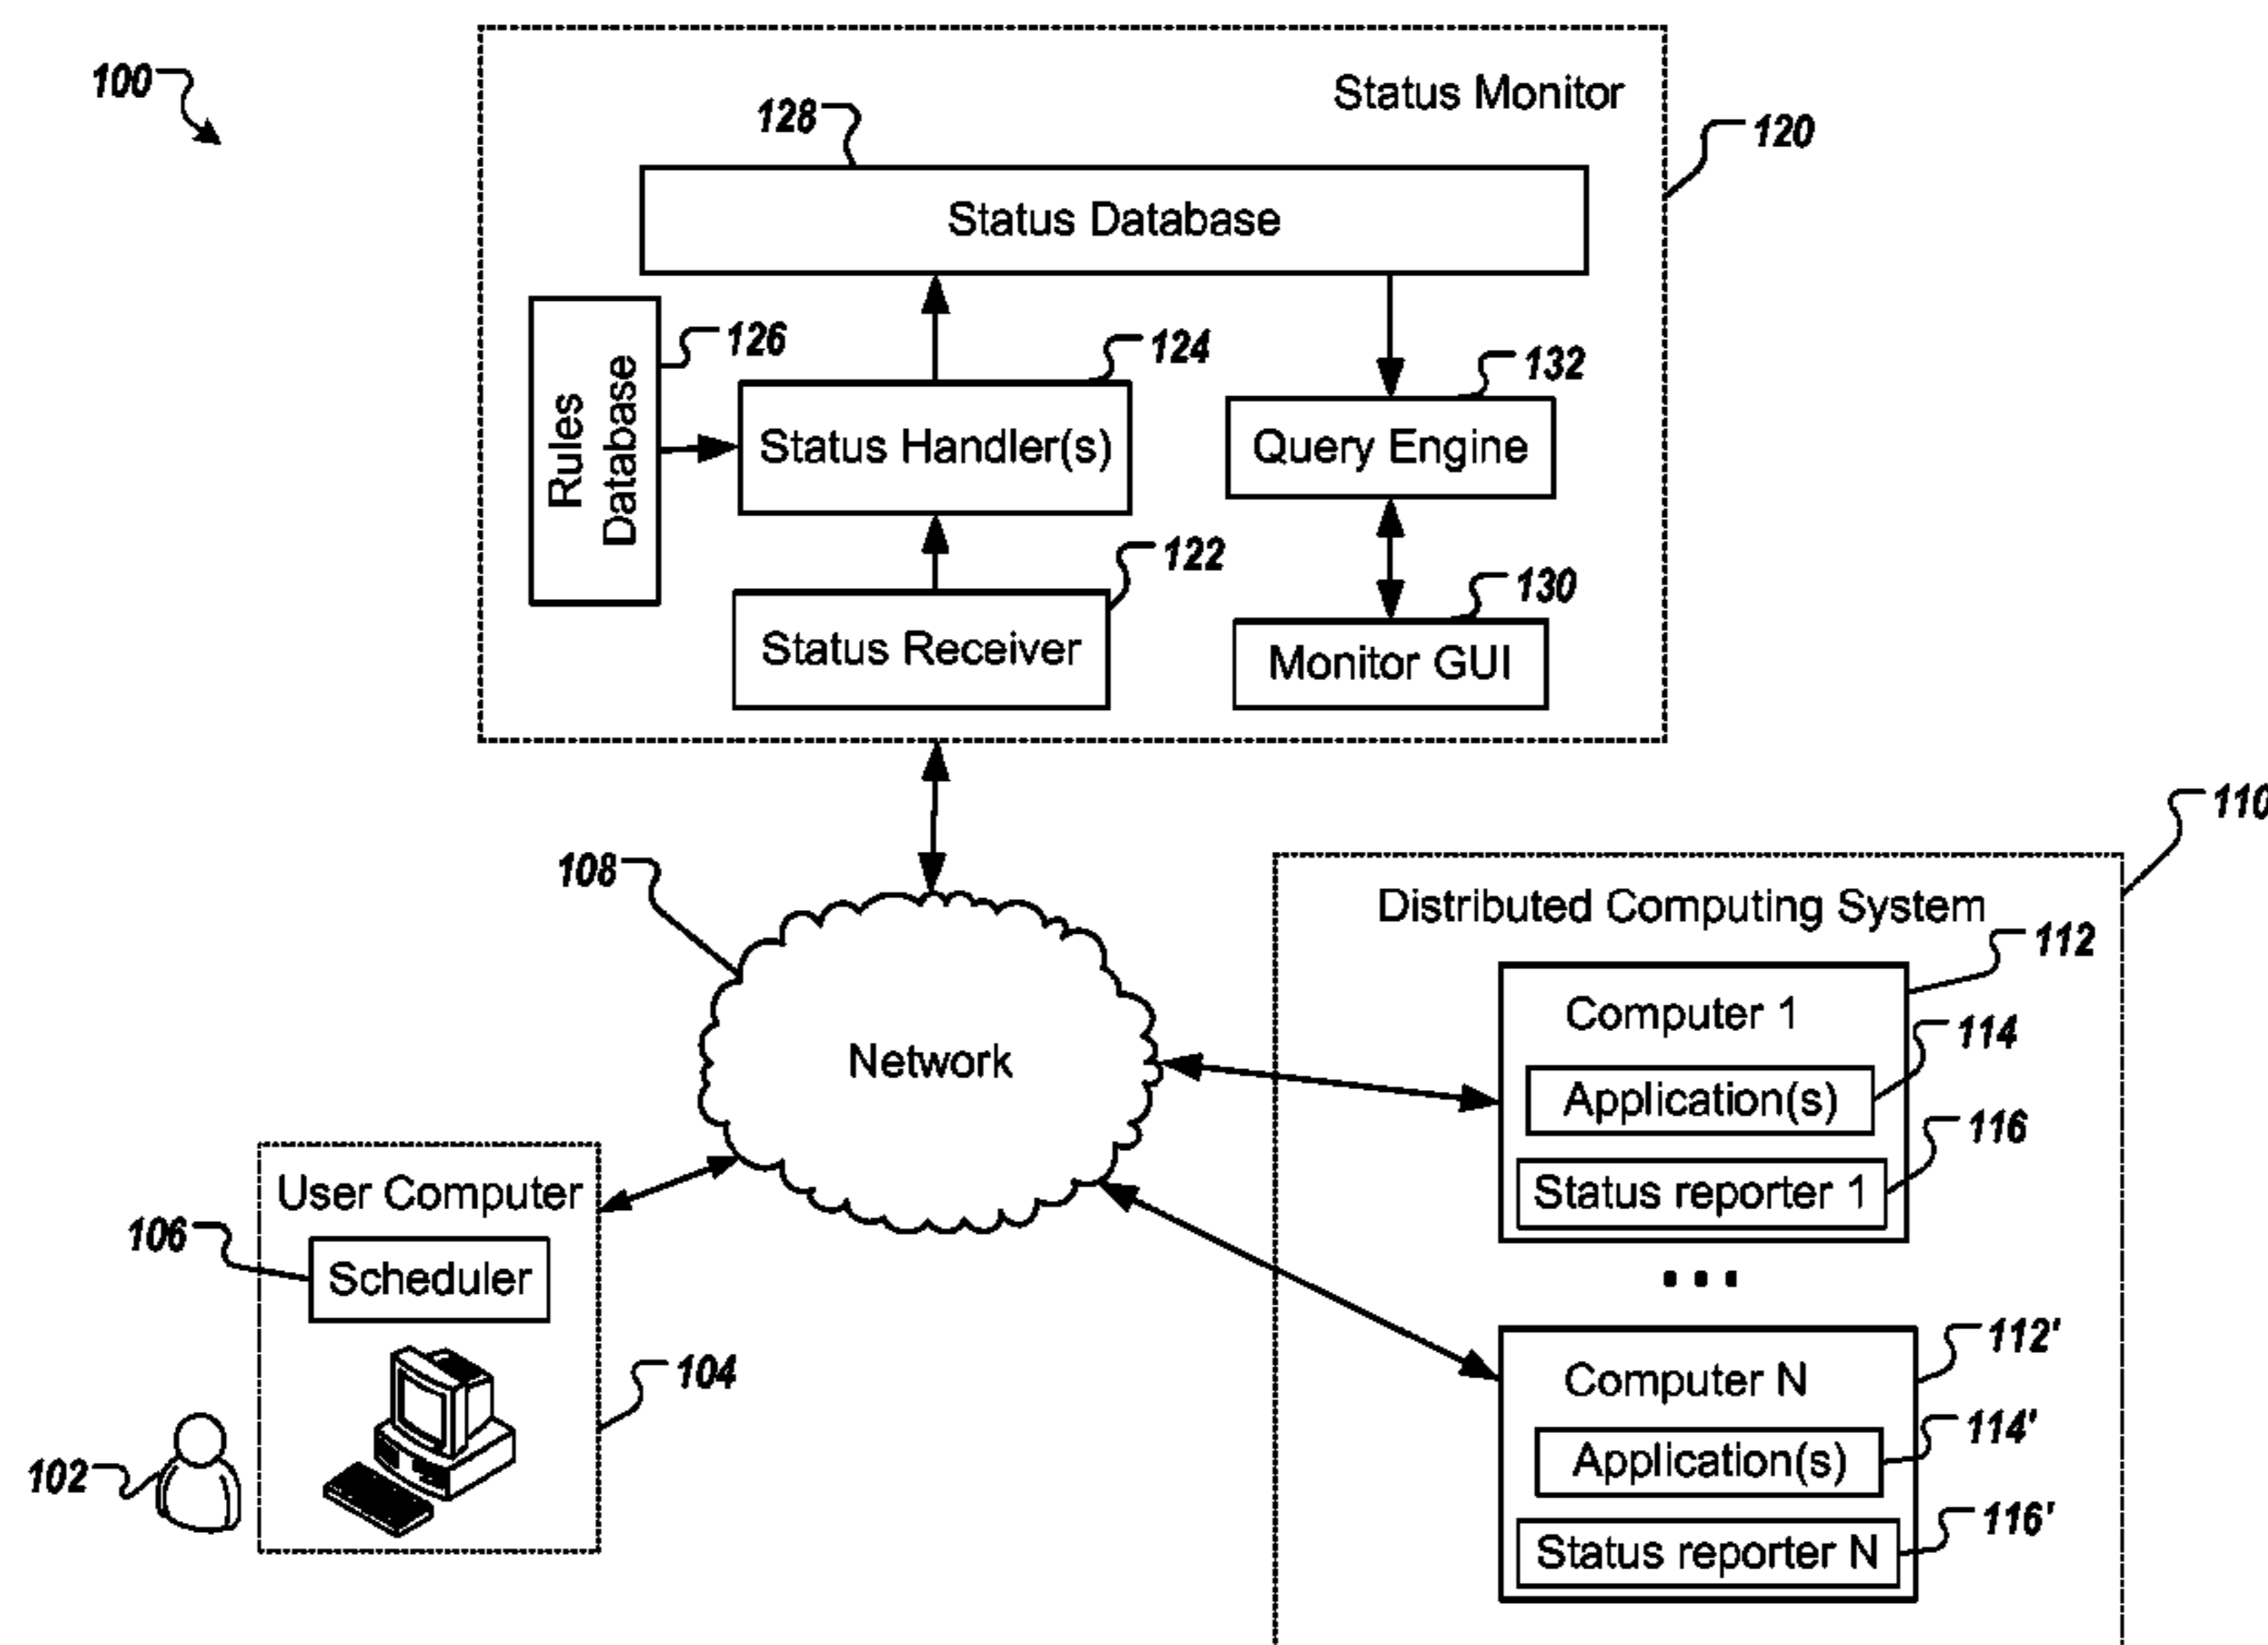 100
Status Monitor
120
128
Status Database
126
Rules
Database
124
Status Handler(s)
132
Query Engine
122
Status Receiver
130
Monitor GUI
110
108
Network
Distributed Computing System
112
Computer 1
114
Application(s)
116
Status reporter 1
...
112'
Computer N
114'
Application(s)
116'
Status reporter N
User Computer
106
Scheduler
104
102